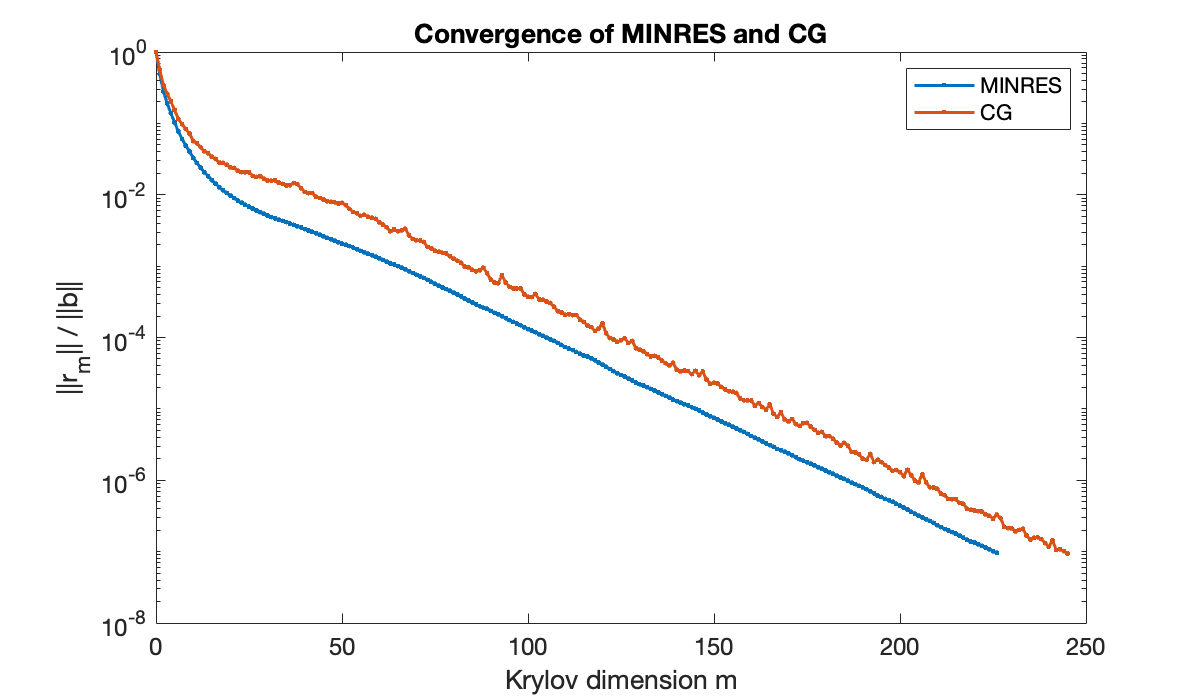 Convergence of MINRES and CG
MINRES
CG
10^0
10^-2
10^-4
10^-6
10^-8
||r_m|| / ||b||
0 50 100 150 200 250
Krylov dimension m